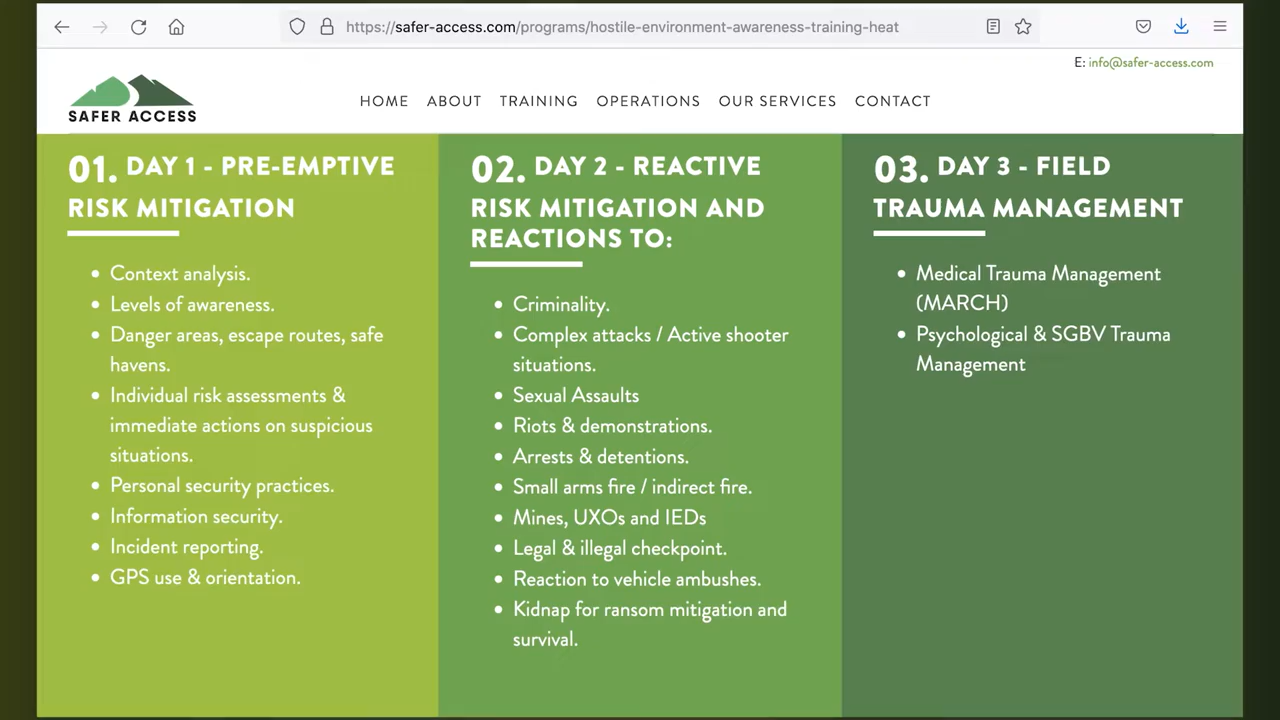 https://safer-access.com/programs/hostile-environment-awareness-training-heat
E: info@safer-access.com
SAFER ACCESS
HOME ABOUT TRAINING OPERATIONS OUR SERVICES CONTACT
01. DAY 1 - PRE-EMPTIVE
RISK MITIGATION
Context analysis.
Levels of awareness.
Danger areas, escape routes, safe
havens.
Individual risk assessments &
immediate actions on suspicious
situations.
Personal security practices.
Information security.
Incident reporting.
GPS use & orientation.
02. DAY 2 - REACTIVE
RISK MITIGATION AND
REACTIONS TO:
Criminality.
Complex attacks / Active shooter
situations.
Sexual Assaults
Riots & demonstrations.
Arrests & detentions.
Small arms fire / indirect fire.
Mines, UXOs and IEDs
Legal & illegal checkpoint.
Reaction to vehicle ambushes.
Kidnap for ransom mitigation and
survival.
03. DAY 3 - FIELD
TRAUMA MANAGEMENT
Medical Trauma Management
(MARCH)
Psychological & SGBV Trauma
Management